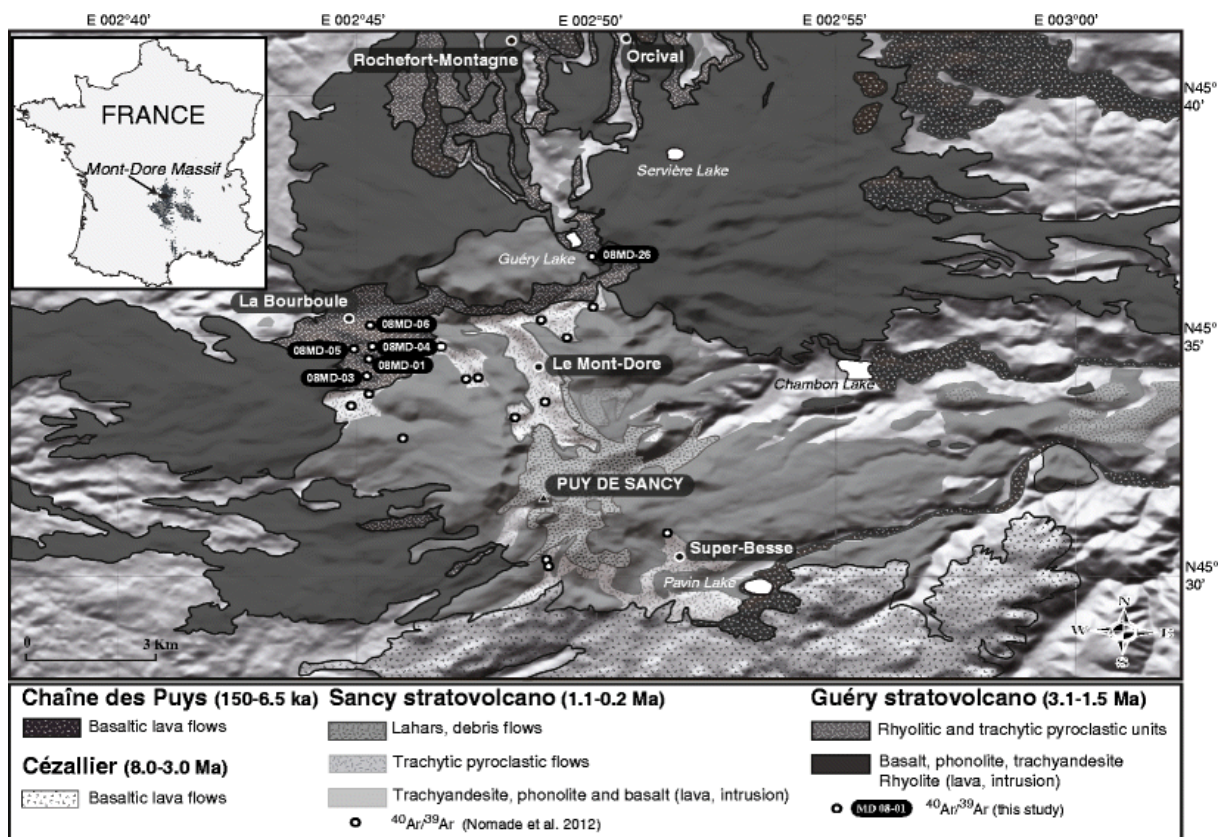 E 002°40' E 002°45' E 002°50' E 002°55' E 003°00'
FRANCE
Mont-Dore Massif
Rochefort-Montagne
Orcival
N45°
40'
Servière Lake
Guéry Lake
08MD-26
La Bourboule
08MD-06
08MD-05
08MD-04
08MD-01
08MD-03
Le Mont-Dore
N45°
35'
Chambon Lake
PUY DE SANCY
Super-Besse
Pavin Lake
N45°
30'
0 3 Km
N
W E
S
Chaîne des Puys (150-6.5 ka)
Basaltic lava flows
Cézallier (8.0-3.0 Ma)
Basaltic lava flows
Sancy stratovolcano (1.1-0.2 Ma)
Lahars, debris flows
Trachytic pyroclastic flows
Trachyandesite, phonolite and basalt (lava, intrusion)
40Ar/39Ar (Nomade et al. 2012)
Guéry stratovolcano (3.1-1.5 Ma)
Rhyolitic and trachytic pyroclastic units
Basalt, phonolite, trachyandesite
Rhyolite (lava, intrusion)
MD 08-01 40Ar/39Ar (this study)